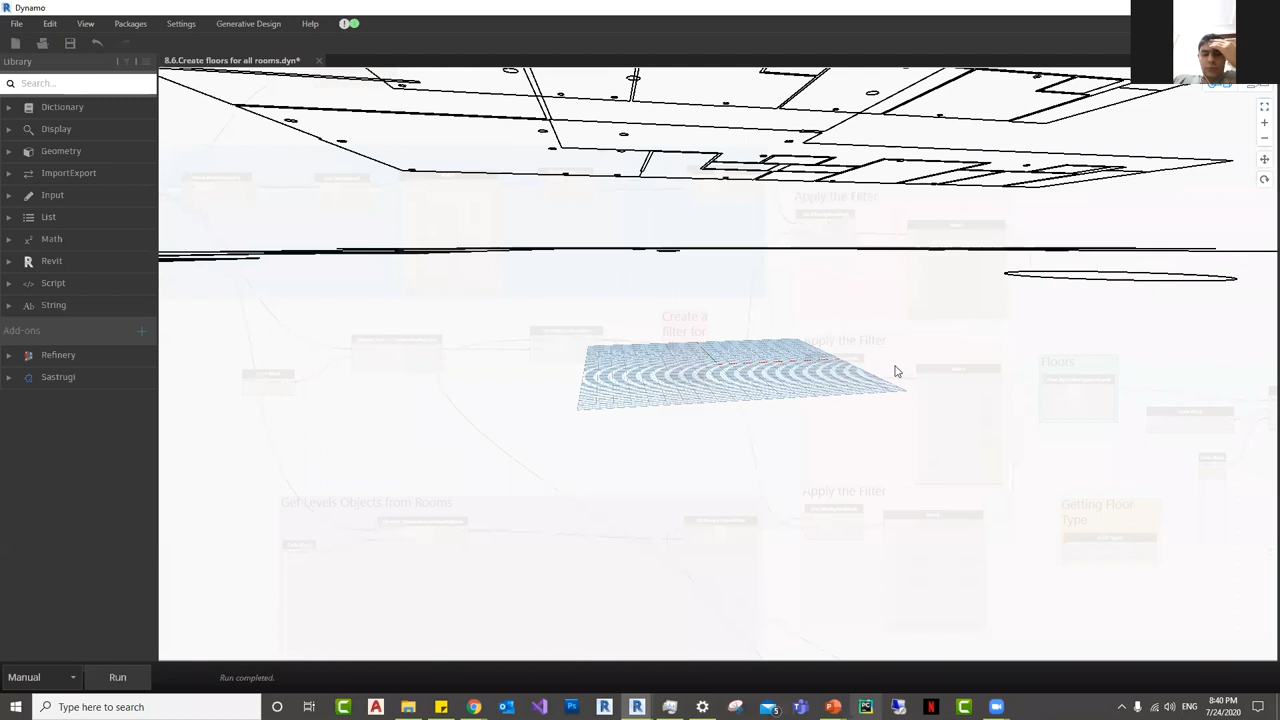 Dynamo
File Edit View Packages Settings Generative Design Help
Library
8.6.Create floors for all rooms.dyn*
Search...
Dictionary
Display
Geometry
ImportExport
Input
List
Math
Revit
Script
String
Add-ons
Refinery
Sastrugi
Apply the Filter
Create a
filter for
Apply the Filter
Floors
Get Levels Objects from Rooms
Apply the Filter
Getting Floor
Type
Manual
Run
Run completed.
Type here to search
8:40 PM
7/24/2020